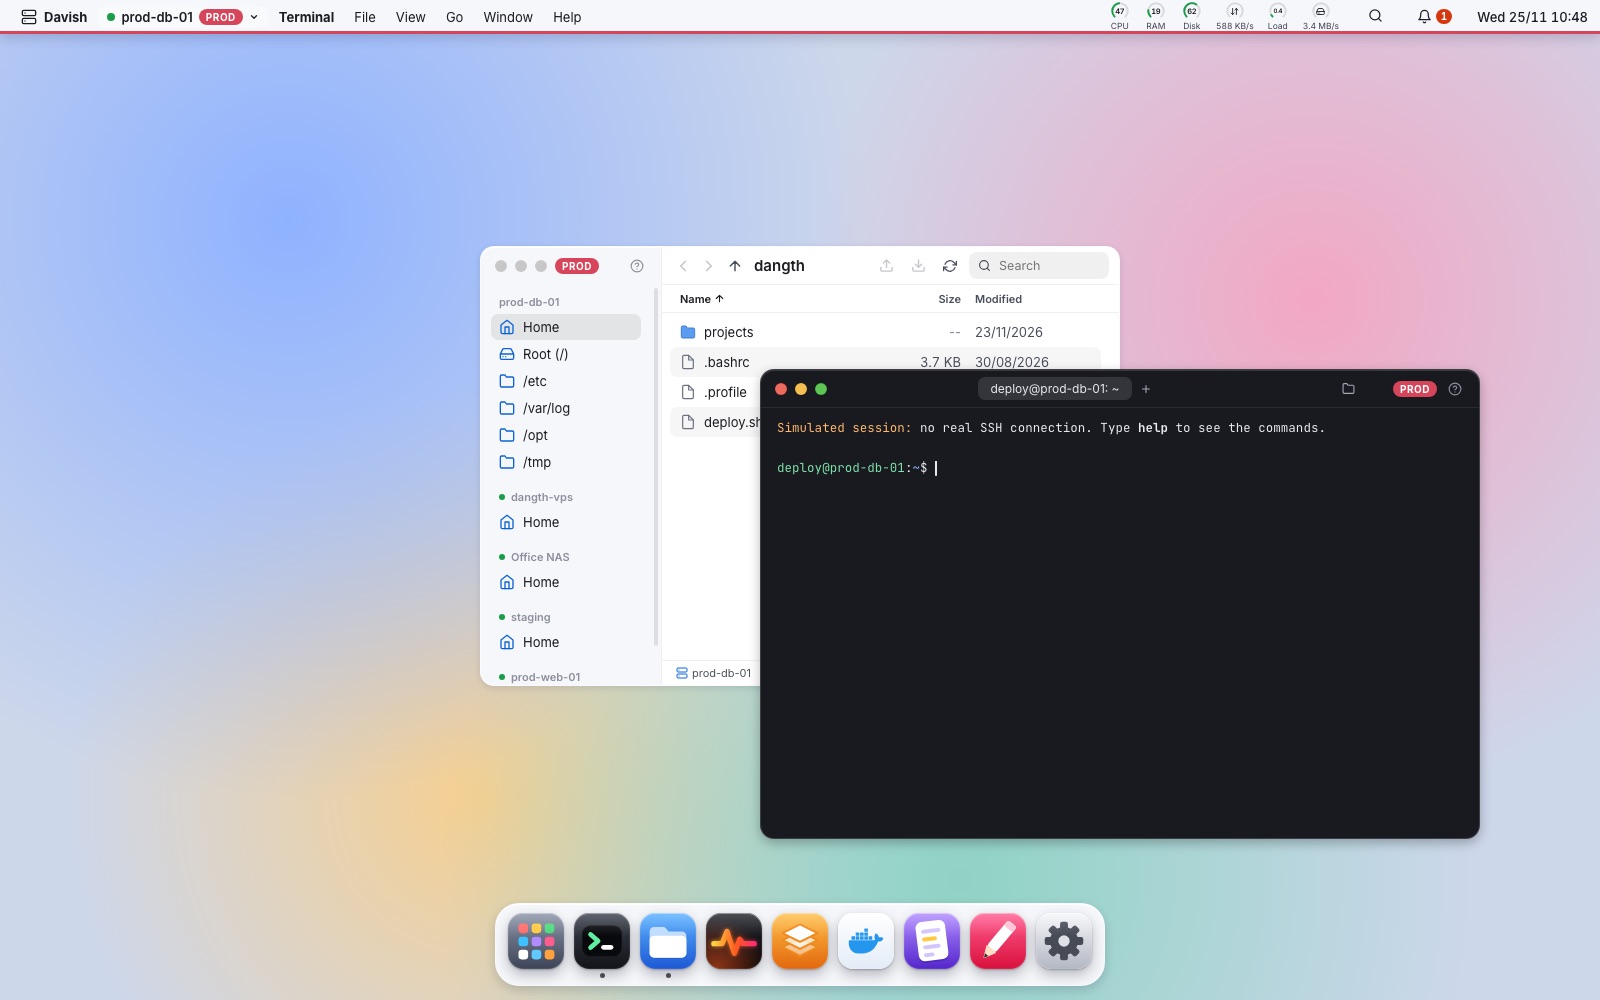 Davish prod-db-01 PROD Terminal File View Go Window Help 47 CPU 19 RAM 62 Disk 588 KB/s 0.4 Load 3.4 MB/s 1 Wed 25/11 10:48
PROD dangth Search
prod-db-01
Home
Root (/)
/etc
/var/log
/opt
/tmp
dangth-vps
Home
Office NAS
Home
staging
Home
prod-web-01
Name Size Modified
projects -- 23/11/2026
.bashrc 3.7 KB 30/08/2026
.profile
deploy.sh
prod-db-01
deploy@prod-db-01: ~ PROD
Simulated session: no real SSH connection. Type help to see the commands.
deploy@prod-db-01:~$